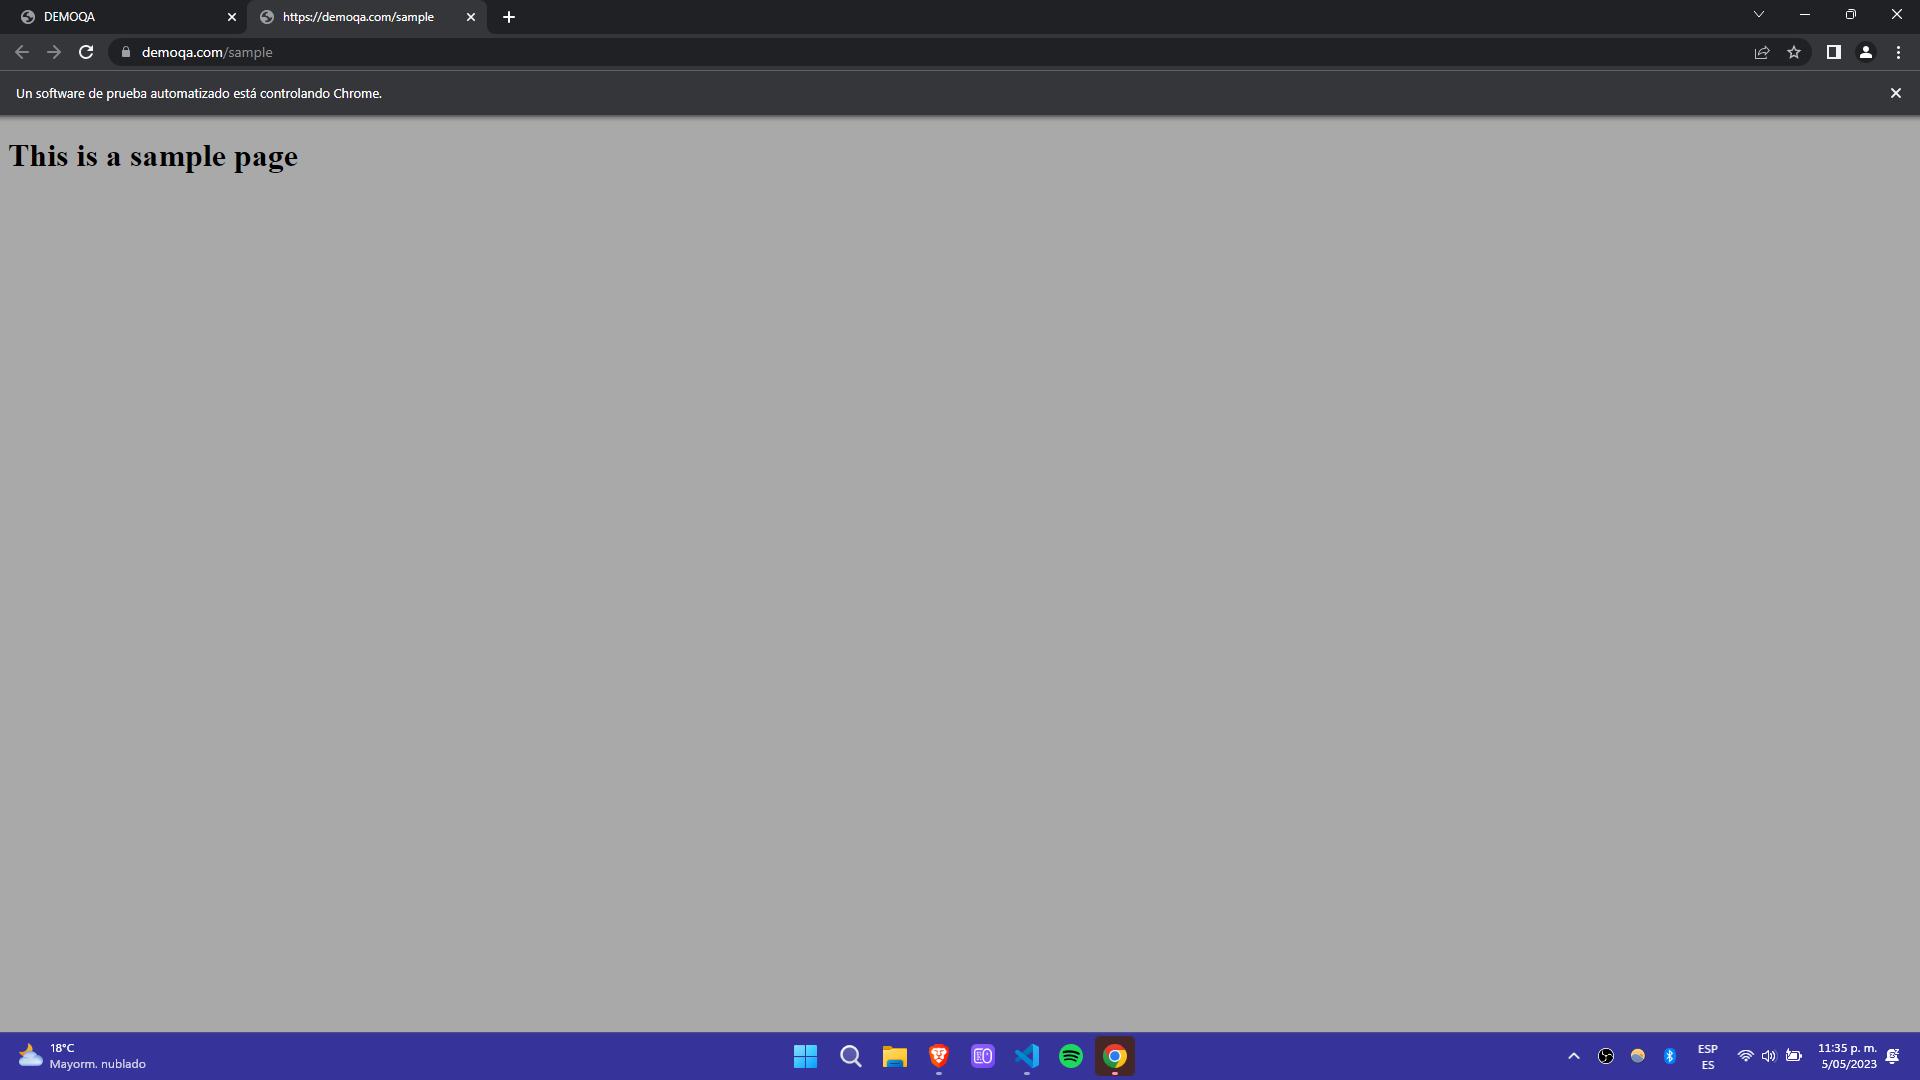 DEMOQA
https://demoqa.com/sample
demoqa.com/sample
Un software de prueba automatizado está controlando Chrome.
This is a sample page
18°C
Mayorm. nublado
ESP
ES
11:35 p. m.
5/05/2023